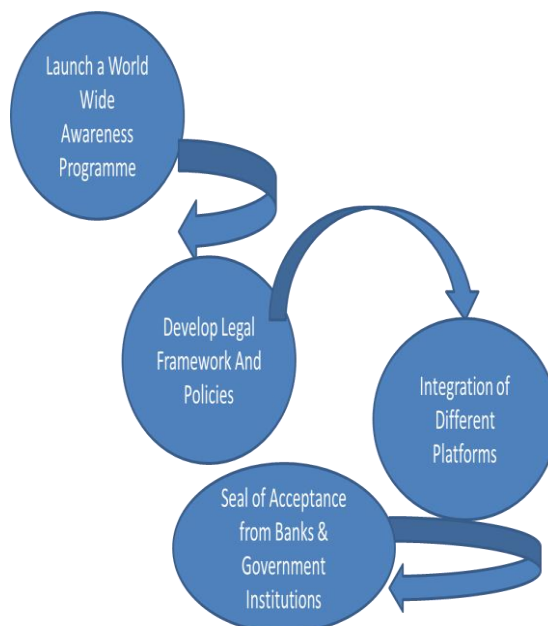 Launch a World
Wide
Awareness
Programme
Develop Legal
Framework And
Policies
Integration of
Different
Platforms
Seal of Acceptance
from Banks &
Government
Institutions